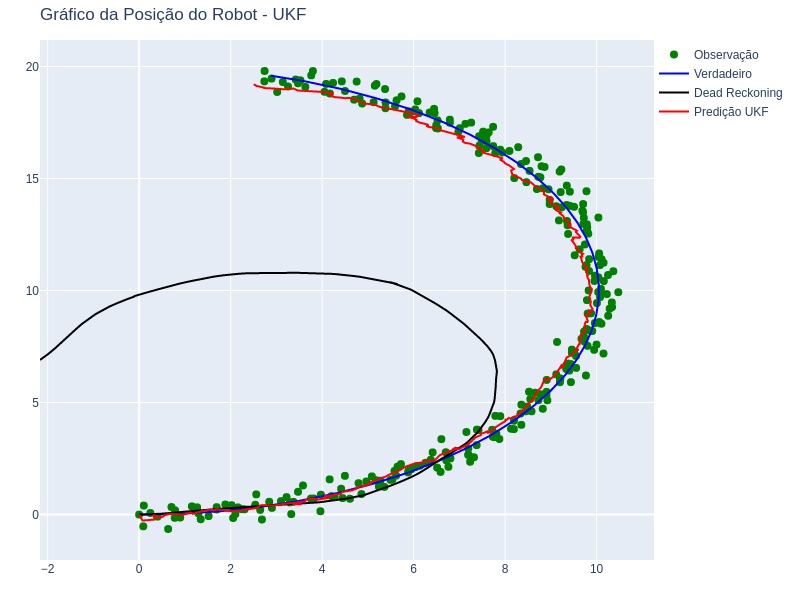 Gráfico da Posição do Robot - UKF
Observação
Verdadeiro
Dead Reckoning
Predição UKF
20
15
10
5
0
−2
0
2
4
6
8
10